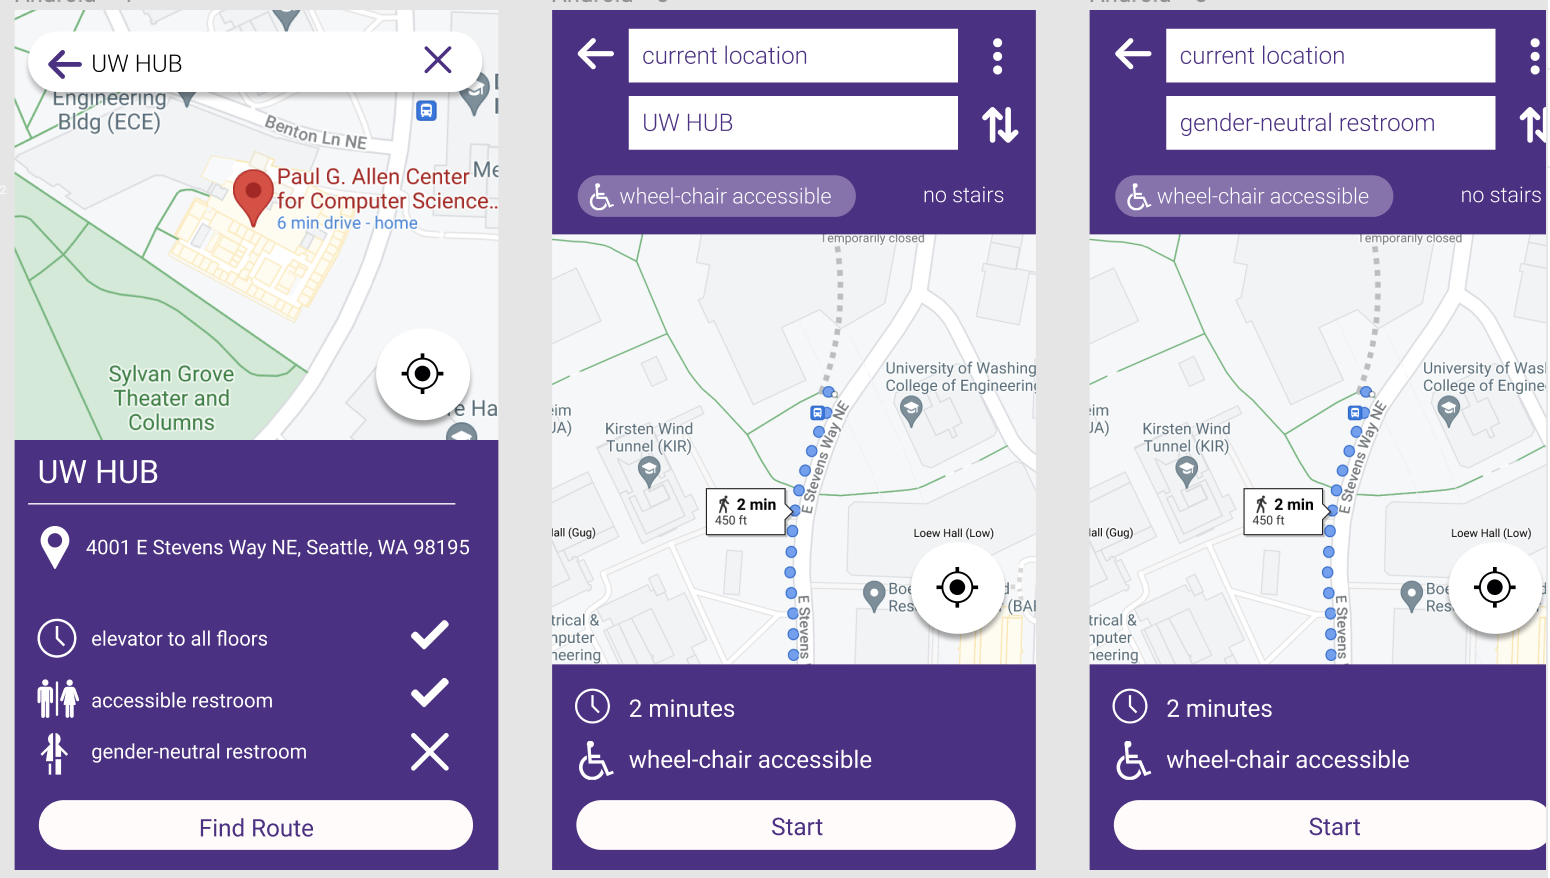 UW HUB
Engineering
Bldg (ECE)
Benton Ln NE
Paul G. Allen Center
for Computer Science..
6 min drive - home
Sylvan Grove
Theater and
Columns
UW HUB
4001 E Stevens Way NE, Seattle, WA 98195
elevator to all floors
accessible restroom
gender-neutral restroom
Find Route
current location
UW HUB
wheel-chair accessible
no stairs
Temporarily closed
University of Washing
College of Engineering
eim
JA)
Kirsten Wind
Tunnel (KIR)
E Stevens Way NE
2 min
450 ft
all (Gug)
Loew Hall (Low)
Boe
Res
(BAI
E Stevens
trical &
nputer
neering
2 minutes
wheel-chair accessible
Start
current location
gender-neutral restroom
wheel-chair accessible
no stairs
Temporarily closed
University of Wasl
College of Engine
eim
JA)
Kirsten Wind
Tunnel (KIR)
E Stevens Way NE
2 min
450 ft
all (Gug)
Loew Hall (Low)
Boe
Res
E Stevens
trical &
nputer
neering
2 minutes
wheel-chair accessible
Start